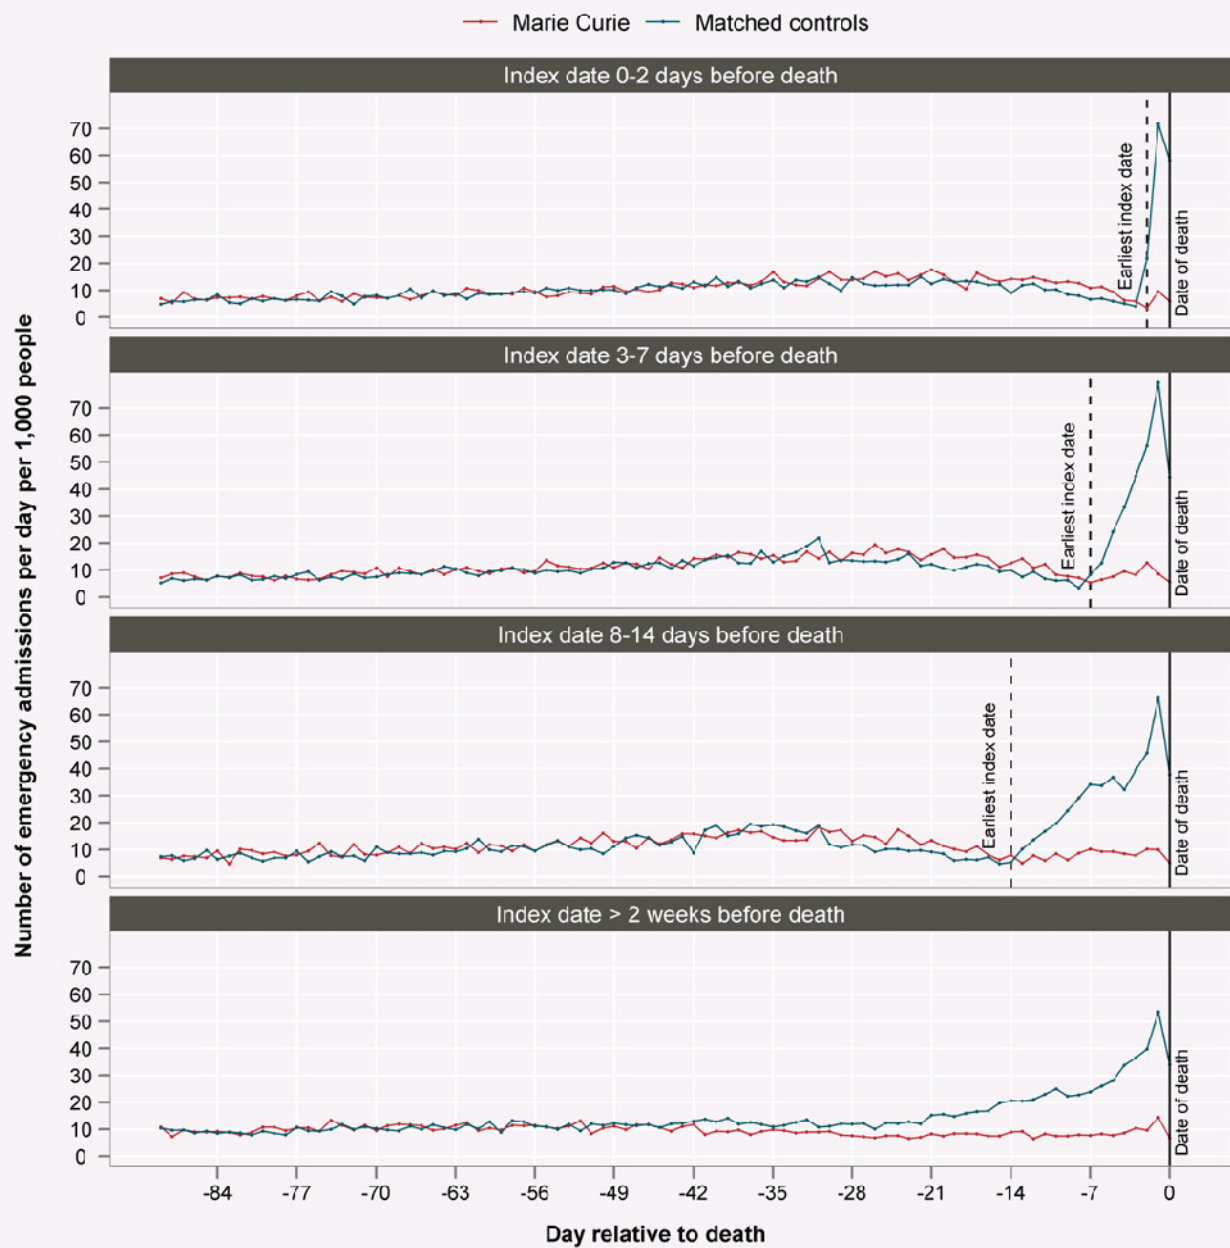 Marie Curie Matched controls
Number of emergency admissions per day per 1,000 people
Index date 0-2 days before death
70
60
50
40
30
20
10
0
Earliest index date
Date of death
Index date 3-7 days before death
70
60
50
40
30
20
10
0
Earliest index date
Date of death
Index date 8-14 days before death
70
60
50
40
30
20
10
0
Earliest index date
Date of death
Index date > 2 weeks before death
70
60
50
40
30
20
10
0
Date of death
-84 -77 -70 -63 -56 -49 -42 -35 -28 -21 -14 -7 0
Day relative to death